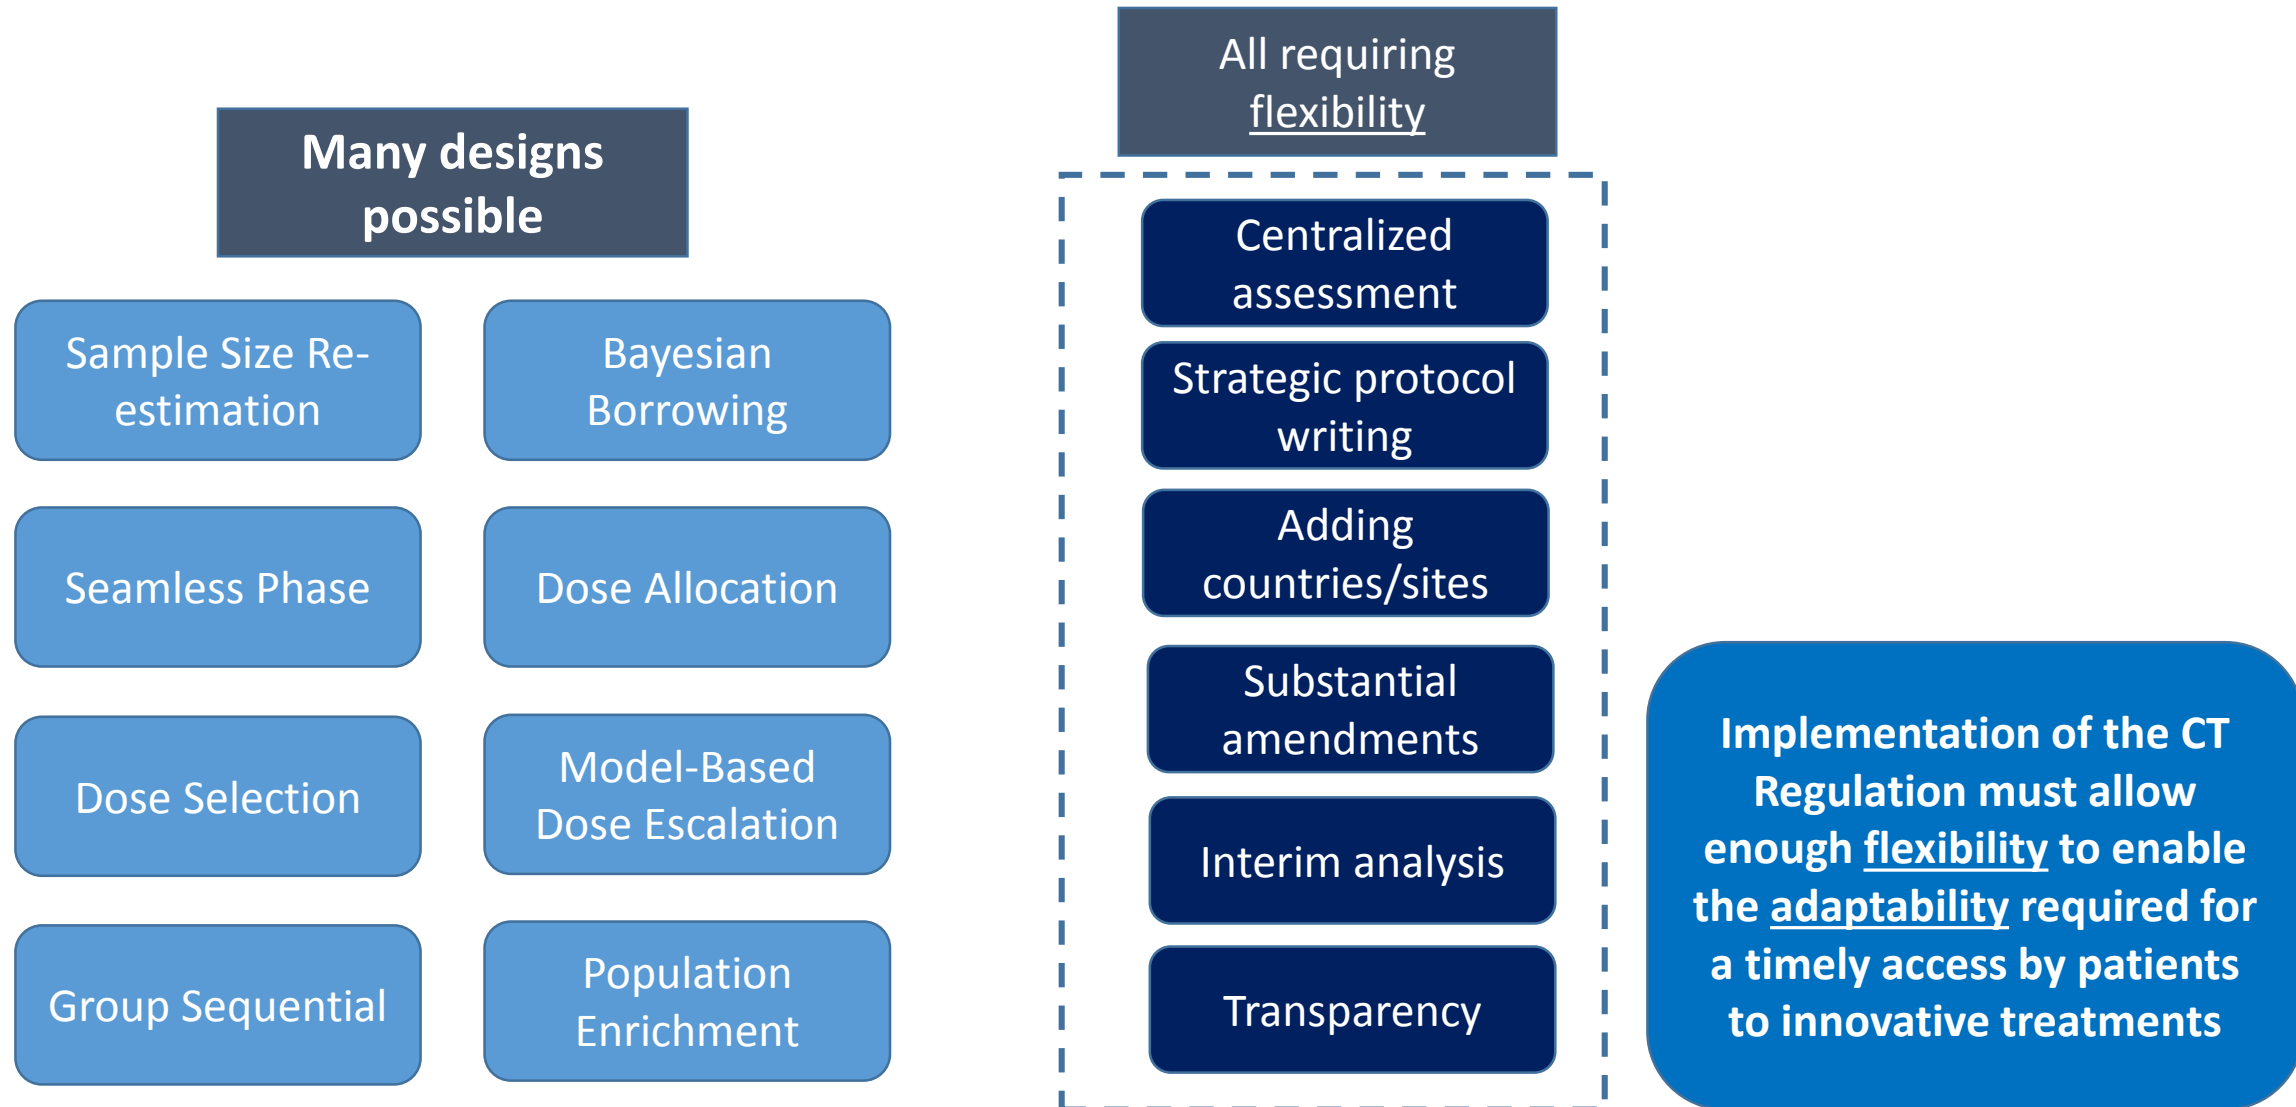 Many designs
possible
Sample Size Re-
estimation
Bayesian
Borrowing
Seamless Phase
Dose Allocation
Dose Selection
Model-Based
Dose Escalation
Group Sequential
Population
Enrichment
All requiring
flexibility
Centralized
assessment
Strategic protocol
writing
Adding
countries/sites
Substantial
amendments
Interim analysis
Transparency
Implementation of the CT
Regulation must allow
enough flexibility to enable
the adaptability required for
a timely access by patients
to innovative treatments